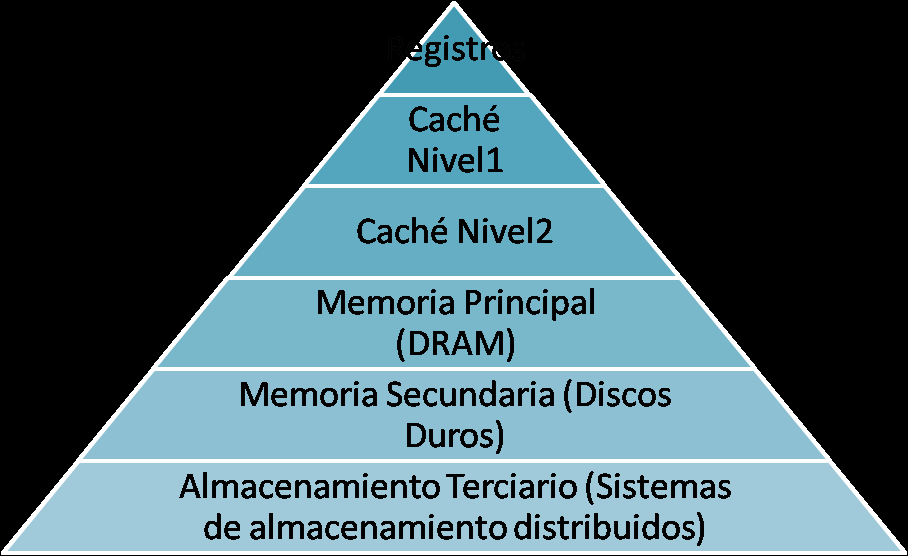 Registros
Caché
Nivel1
Caché Nivel2
Memoria Principal
(DRAM)
Memoria Secundaria (Discos
Duros)
Almacenamiento Terciario (Sistemas
de almacenamiento distribuidos)